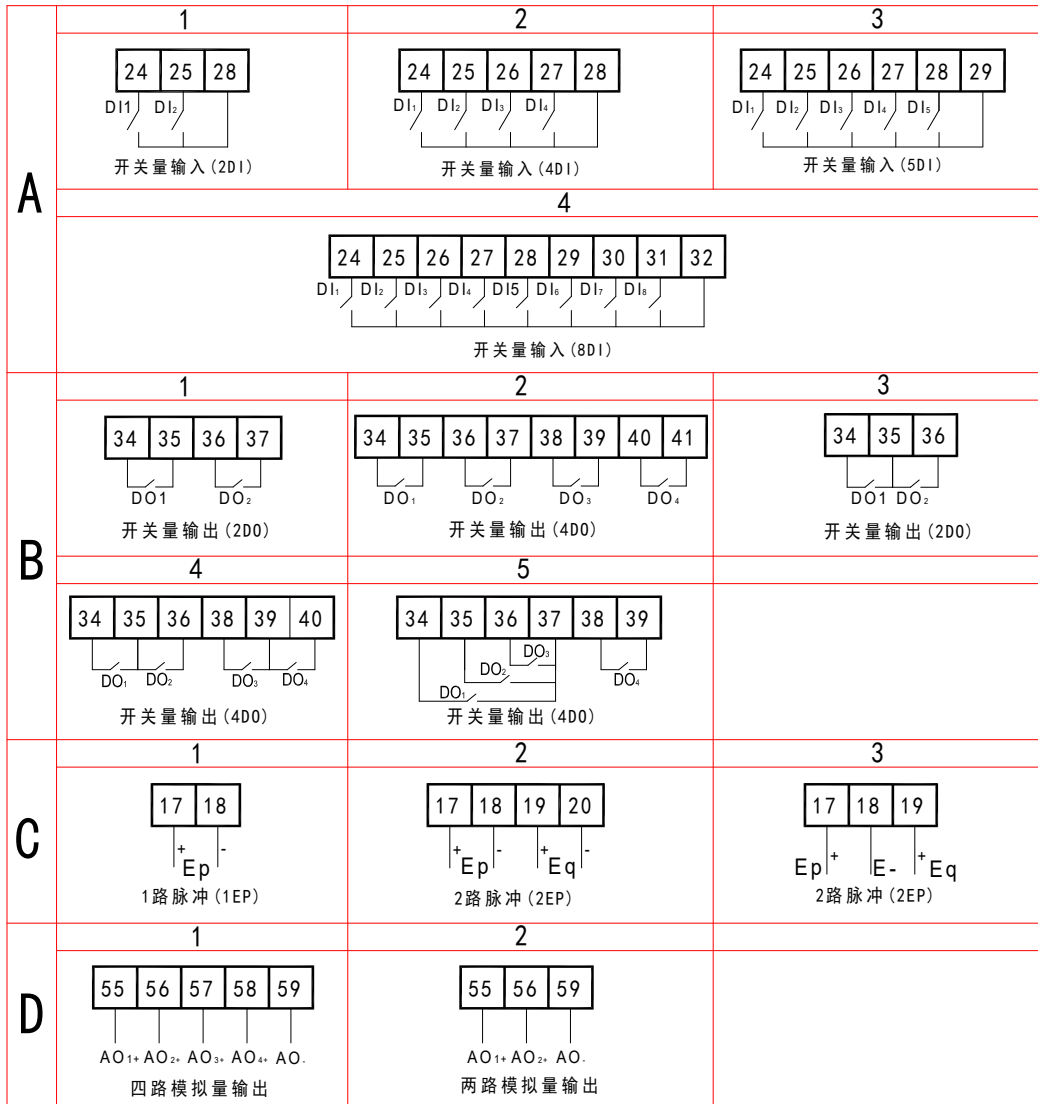 A
1
2
3
24 25 28
DI1 DI₂
开关量输入(2DI)
24 25 26 27 28
DI₁ DI₂ DI₃ DI₄
开关量输入(4DI)
24 25 26 27 28 29
DI₁ DI₂ DI₃ DI₄ DI₅
开关量输入(5DI)
4
24 25 26 27 28 29 30 31 32
DI₁ DI₂ DI₃ DI₄ DI5 DI₆ DI₇ DI₈
开关量输入(8DI)
B
1
2
3
34 35 36 37
DO1 DO₂
开关量输出(2DO)
34 35 36 37 38 39 40 41
DO₁ DO₂ DO₃ DO₄
开关量输出(4DO)
34 35 36
DO1 DO₂
开关量输出(2DO)
4
5
34 35 36 38 39 40
DO₁ DO₂ DO₃ DO₄
开关量输出(4DO)
34 35 36 37 38 39
DO₃
DO₂ DO₄
DO₁
开关量输出(4DO)
C
1
2
3
17 18
+ -
Ep
1路脉冲(1EP)
17 18 19 20
+ - + -
Ep Eq
2路脉冲(2EP)
17 18 19
Ep + E- + Eq
2路脉冲(2EP)
D
1
2
55 56 57 58 59
AO₁₊ AO₂₊ AO₃₊ AO₄₊ AO₋
四路模拟量输出
55 56 59
AO₁₊ AO₂₊ AO₋
两路模拟量输出